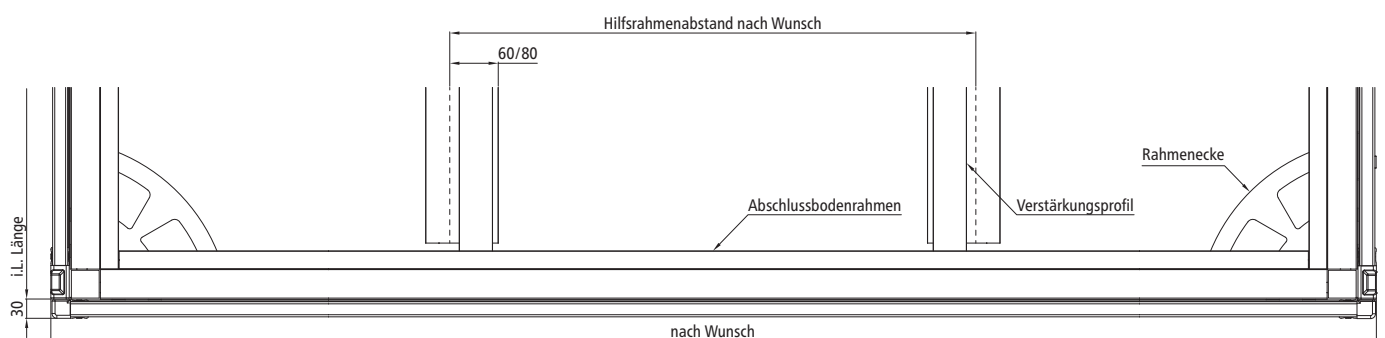 Hilfsrahmenabstand nach Wunsch
60/80
Rahmenecke
Abschlussbodenrahmen
Verstärkungsprofil
i.L. Länge
30
nach Wunsch